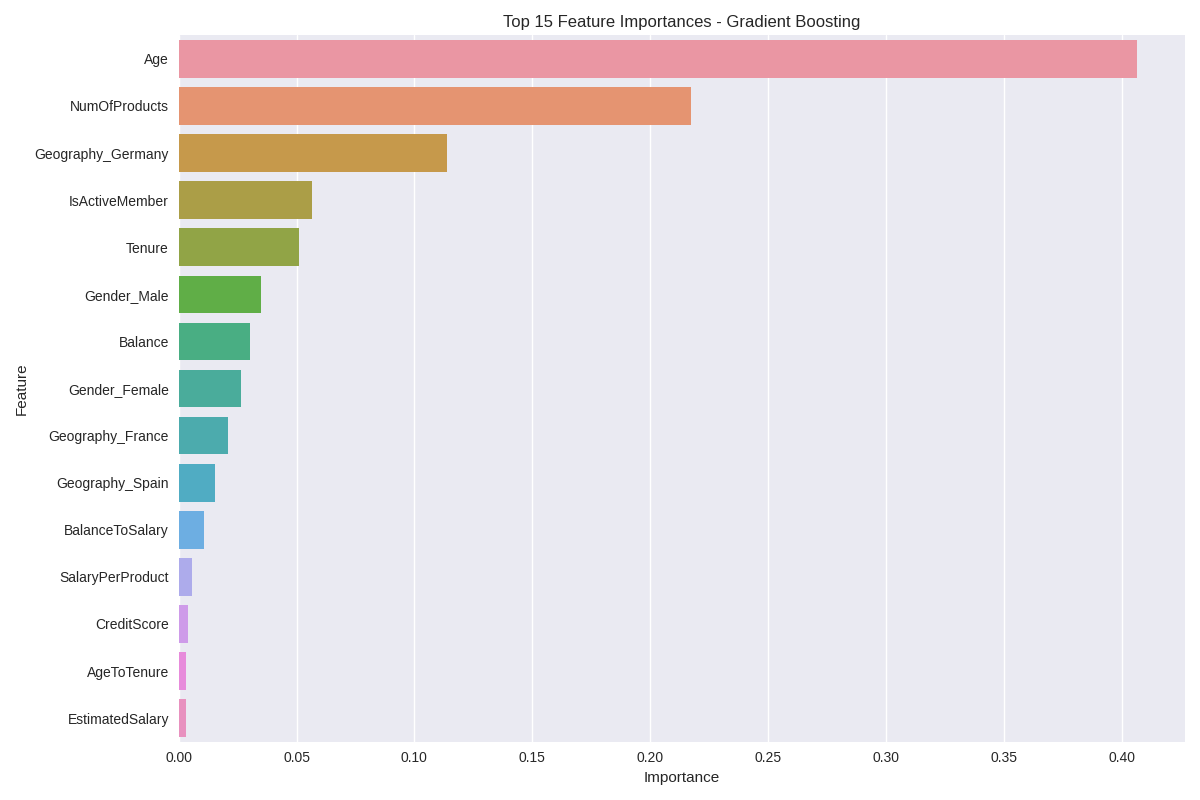 Top 15 Feature Importances - Gradient Boosting
Age
NumOfProducts
Geography_Germany
IsActiveMember
Tenure
Gender_Male
Balance
Gender_Female
Geography_France
Geography_Spain
BalanceToSalary
SalaryPerProduct
CreditScore
AgeToTenure
EstimatedSalary
Feature
0.00 0.05 0.10 0.15 0.20 0.25 0.30 0.35 0.40
Importance